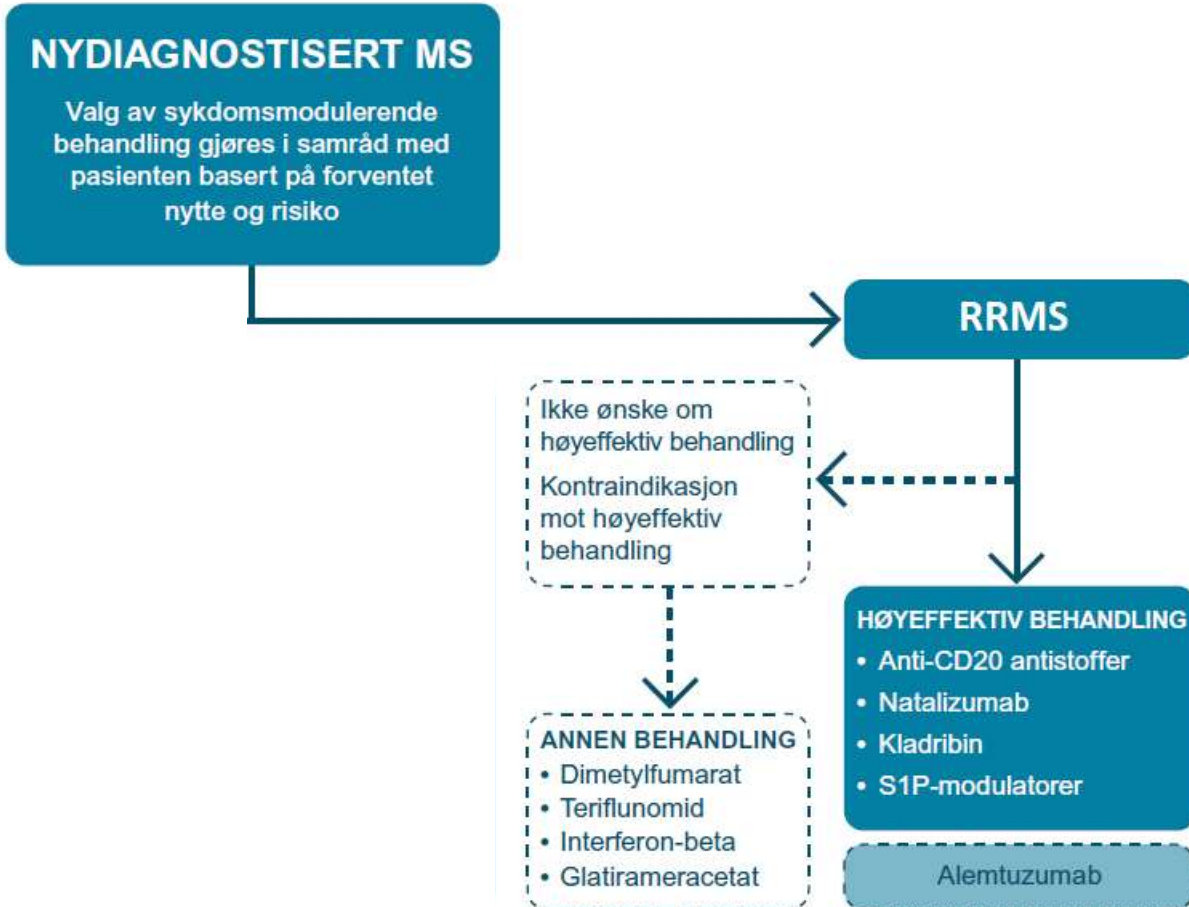 NYDIAGNOSTISERT MS
Valg av sykdomsmodulerende
behandling gjøres i samråd med
pasienten basert på forventet
nytte og risiko
RRMS
Ikke ønske om
høyeffektiv behandling
Kontraindikasjon
mot høyeffektiv
behandling
HØYEFFEKTIV BEHANDLING
• Anti-CD20 antistoffer
• Natalizumab
• Kladribin
• S1P-modulatorer
ANNEN BEHANDLING
• Dimetylfumarat
• Teriflunomid
• Interferon-beta
• Glatirameracetat
Alemtuzumab